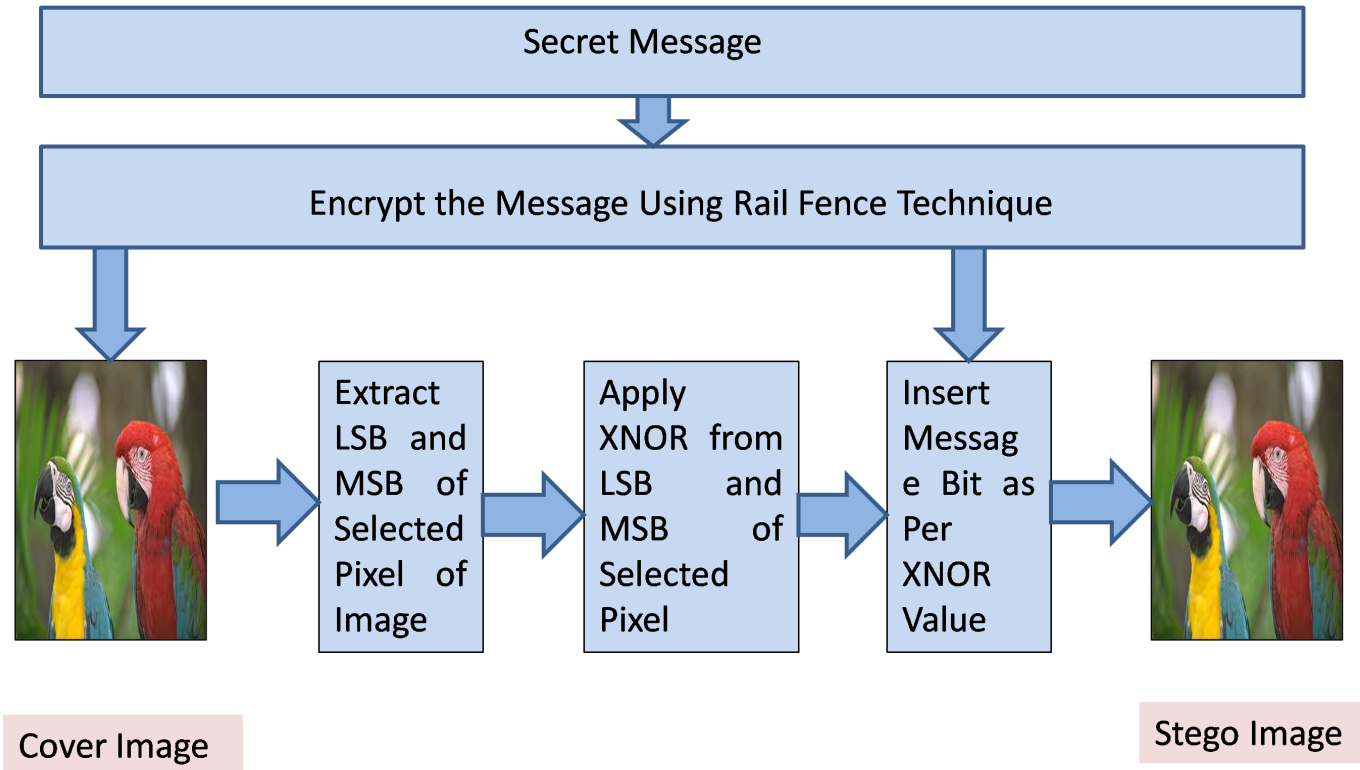 Secret Message
Encrypt the Message Using Rail Fence Technique
Extract
LSB and
MSB of
Selected
Pixel of
Image
Apply
XNOR from
LSB and
MSB of
Selected
Pixel
Insert
Messag
e Bit as
Per
XNOR
Value
Cover Image
Stego Image